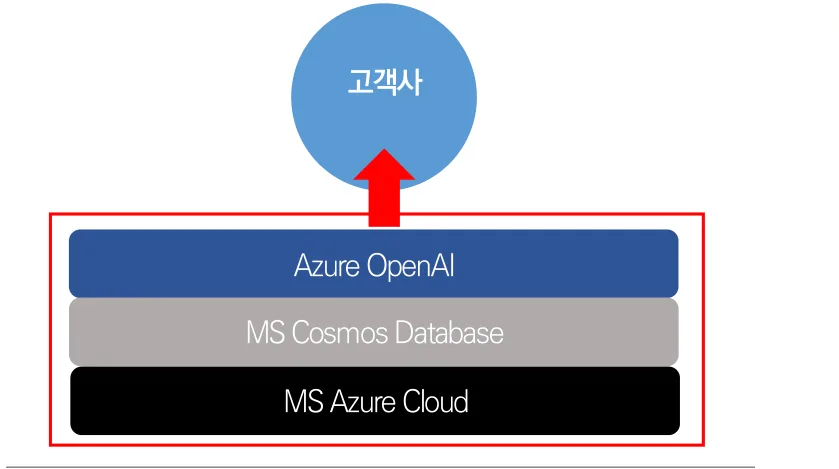 고객사
Azure OpenAI
MS Cosmos Database
MS Azure Cloud